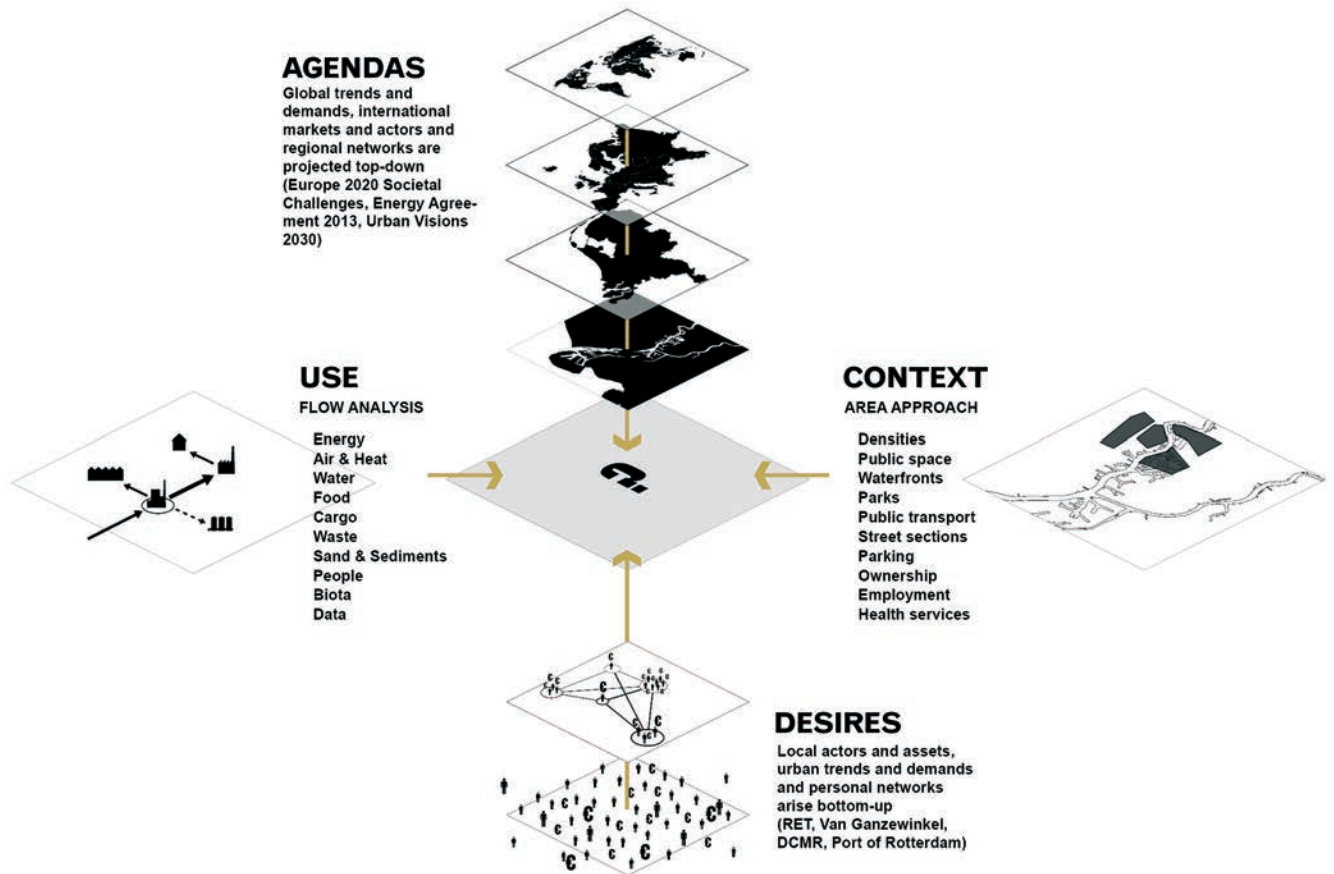 AGENDAS
Global trends and
demands, international
markets and actors and
regional networks are
projected top-down
(Europe 2020 Societal
Challenges, Energy Agree-
ment 2013, Urban Visions
2030)
USE
FLOW ANALYSIS
Energy
Air & Heat
Water
Food
Cargo
Waste
Sand & Sediments
People
Biota
Data
?
CONTEXT
AREA APPROACH
Densities
Public space
Waterfronts
Parks
Public transport
Street sections
Parking
Ownership
Employment
Health services
DESIRES
Local actors and assets,
urban trends and demands
and personal networks
arise bottom-up
(RET, Van Ganzewinkel,
DCMR, Port of Rotterdam)